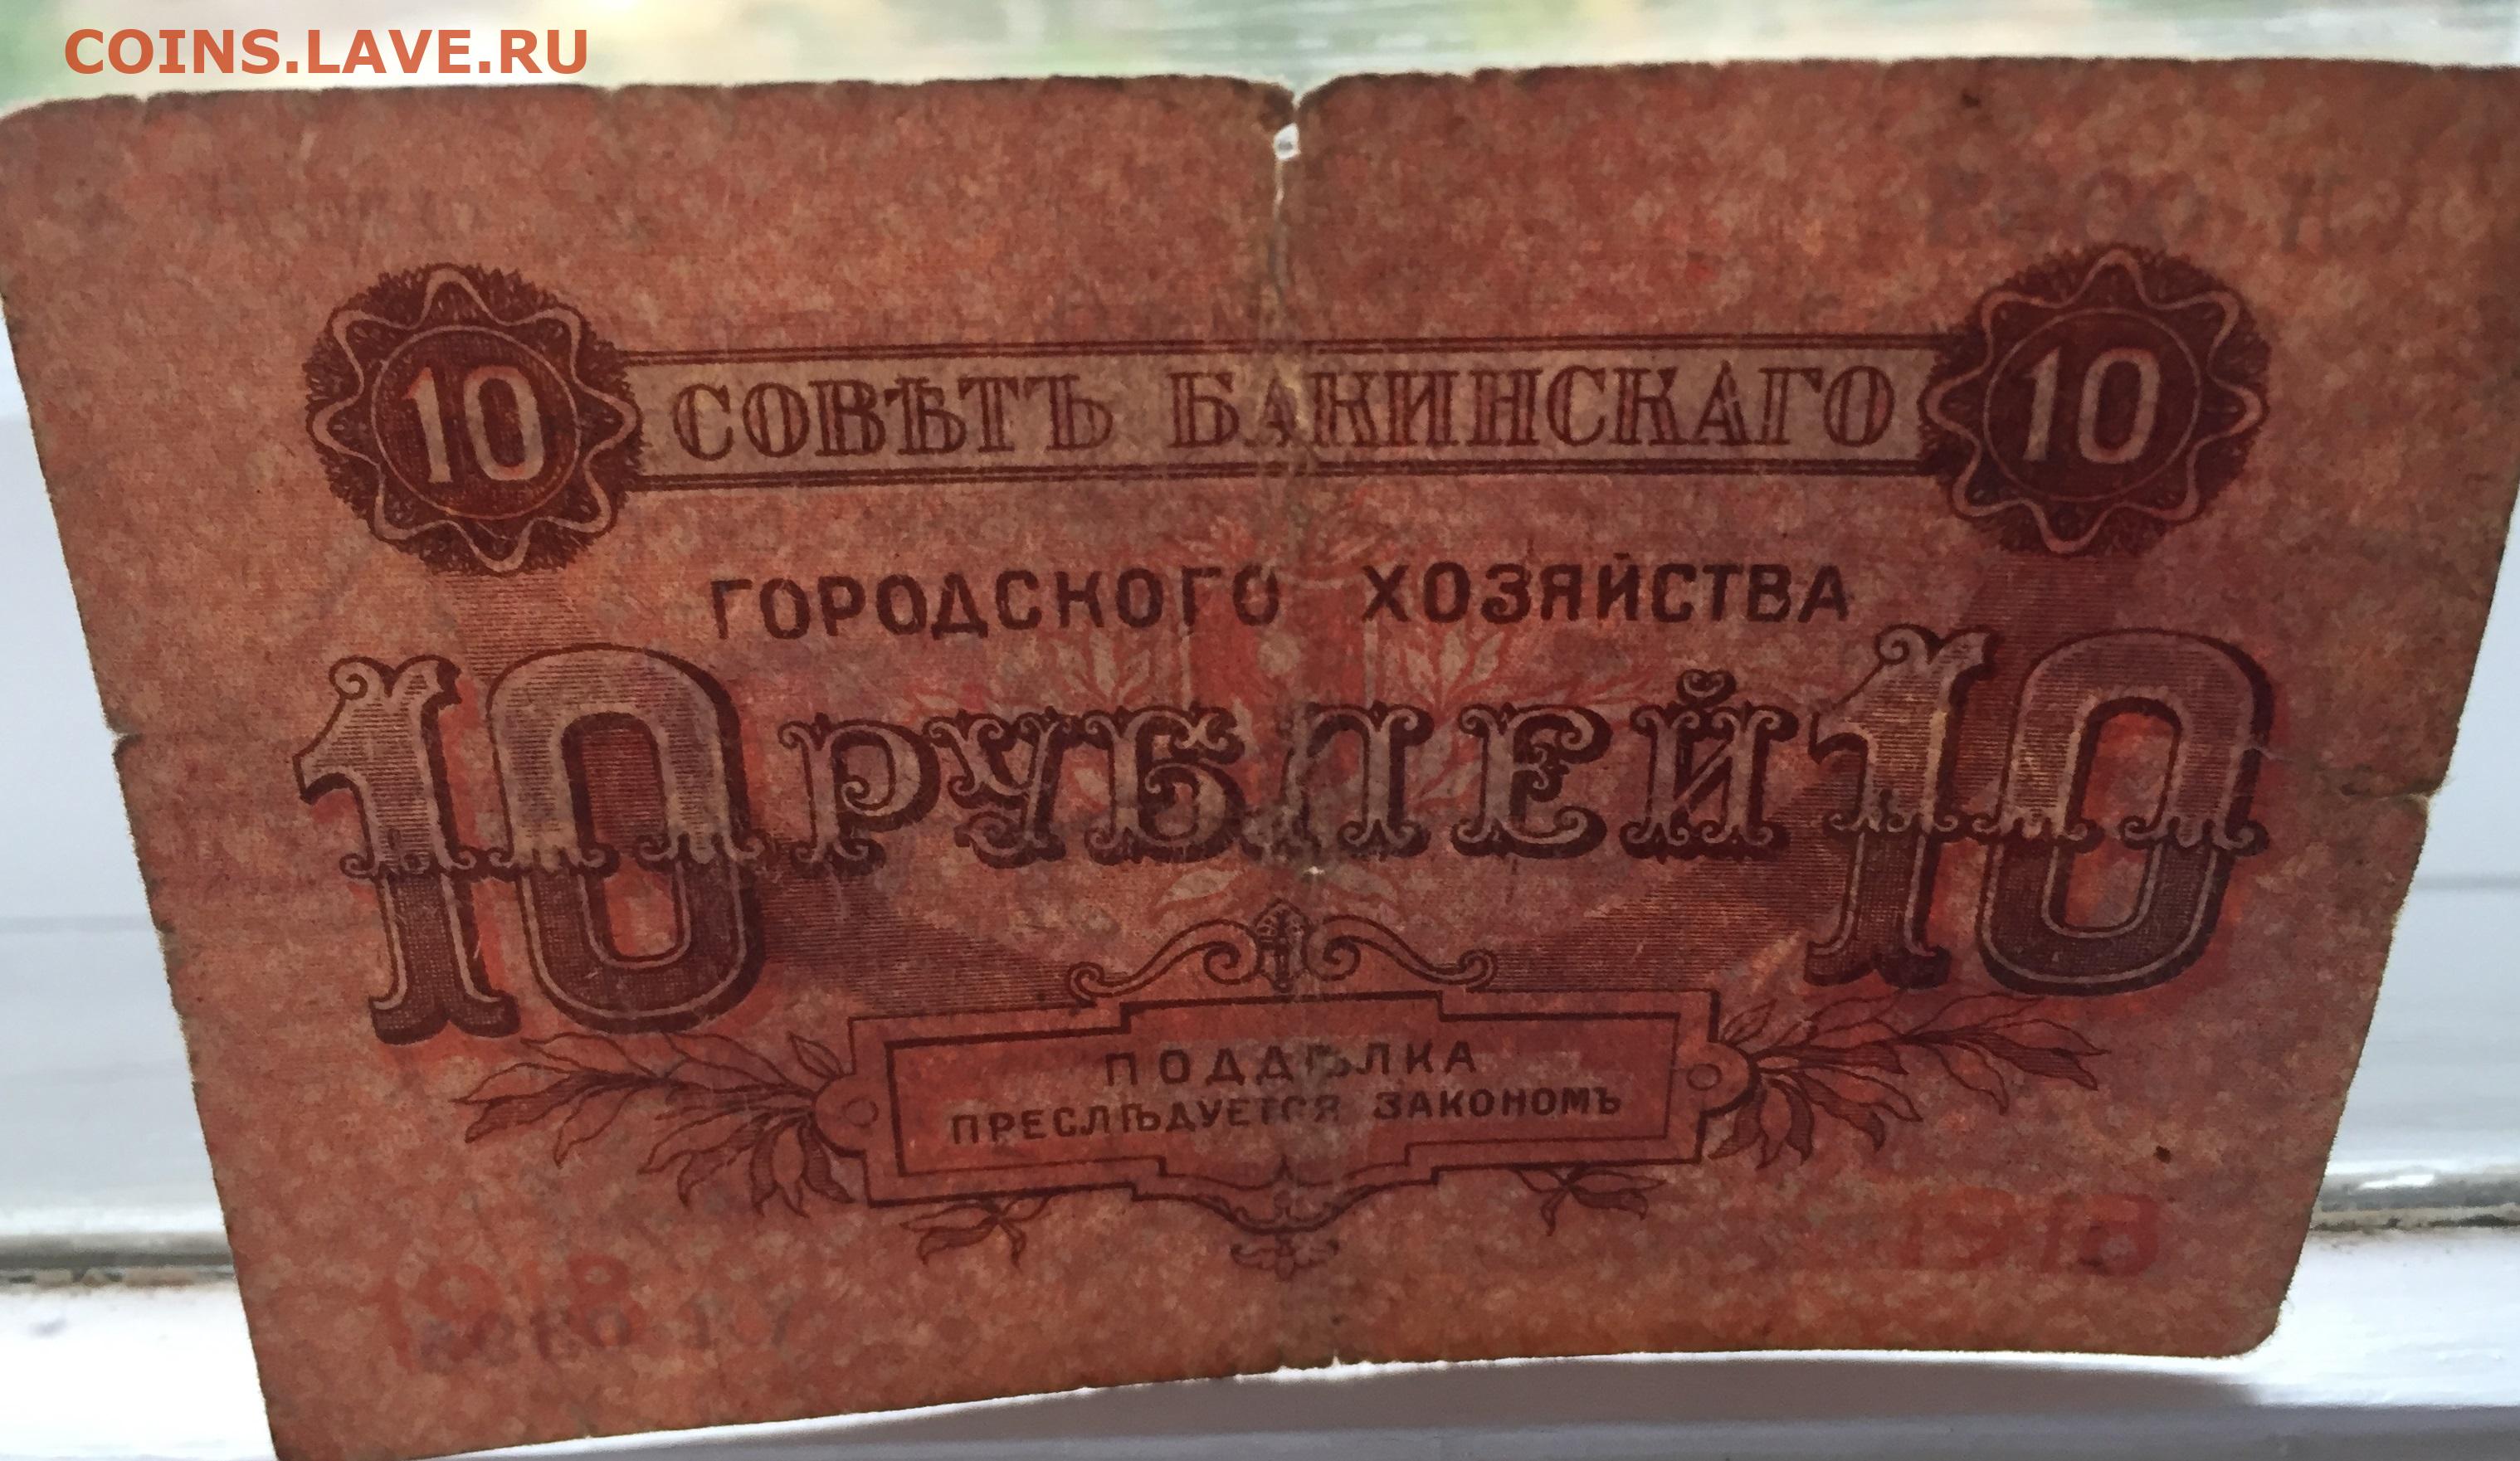 COINS.LAVE.RU
10 СОВѢТЪ БАКИНСКАГО 10
ГОРОДСКОГО ХОЗЯЙСТВА
10 РУБЛЕЙ 10
ПОДДѢЛКА
ПРЕСЛѢДУЕТСЯ ЗАКОНОМЪ
1918 1918